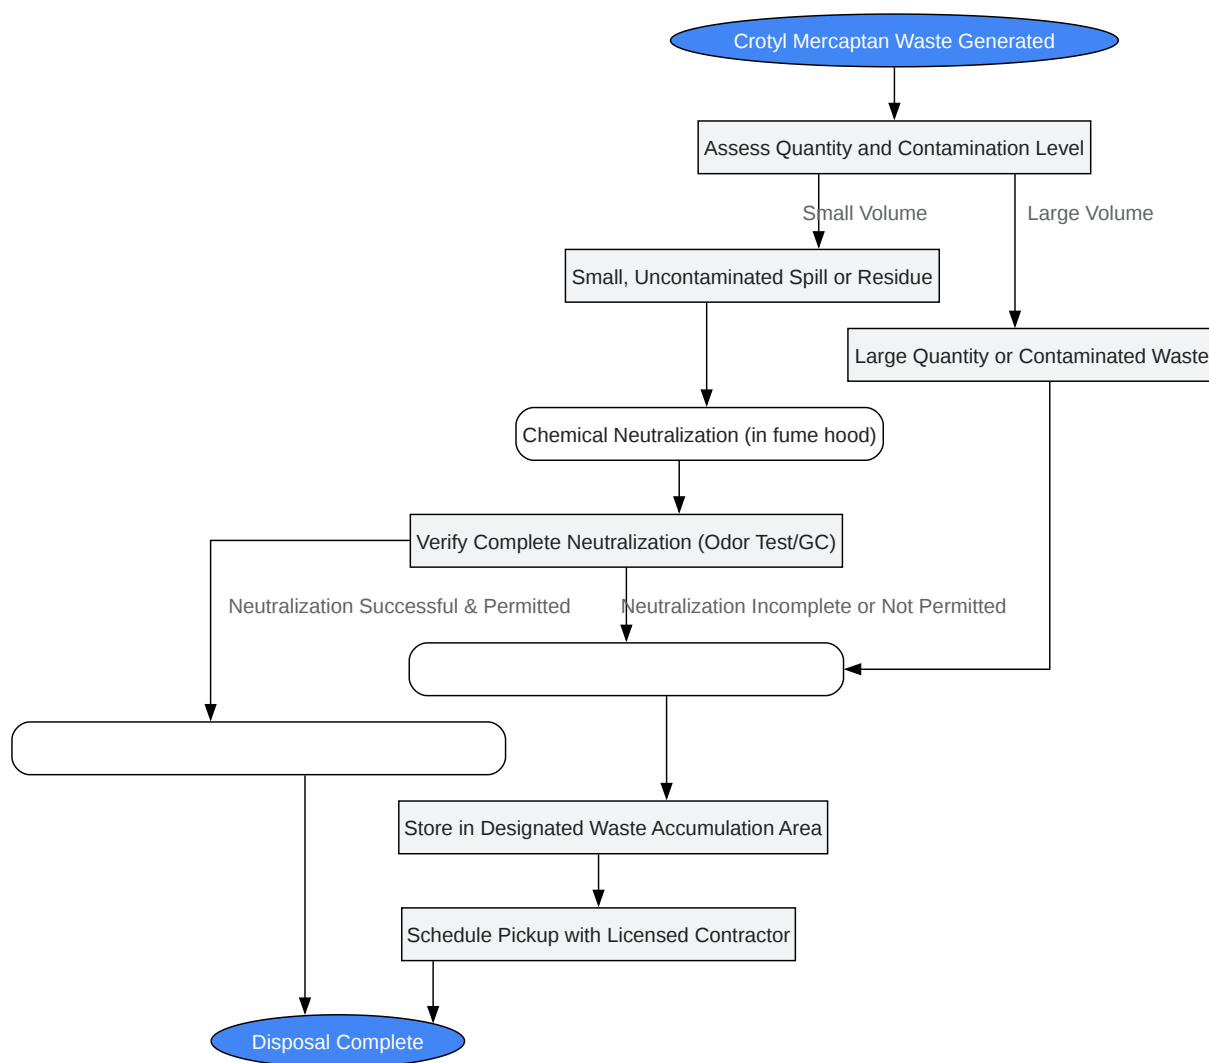 Crotyl Mercaptan Waste Generated
Assess Quantity and Contamination Level
Small Volume
Large Volume
Small, Uncontaminated Spill or Residue
Large Quantity or Contaminated Waste
Chemical Neutralization (in fume hood)
Verify Complete Neutralization (Odor Test/GC)
Neutralization Successful & Permitted
Neutralization Incomplete or Not Permitted
Store in Designated Waste Accumulation Area
Schedule Pickup with Licensed Contractor
Disposal Complete